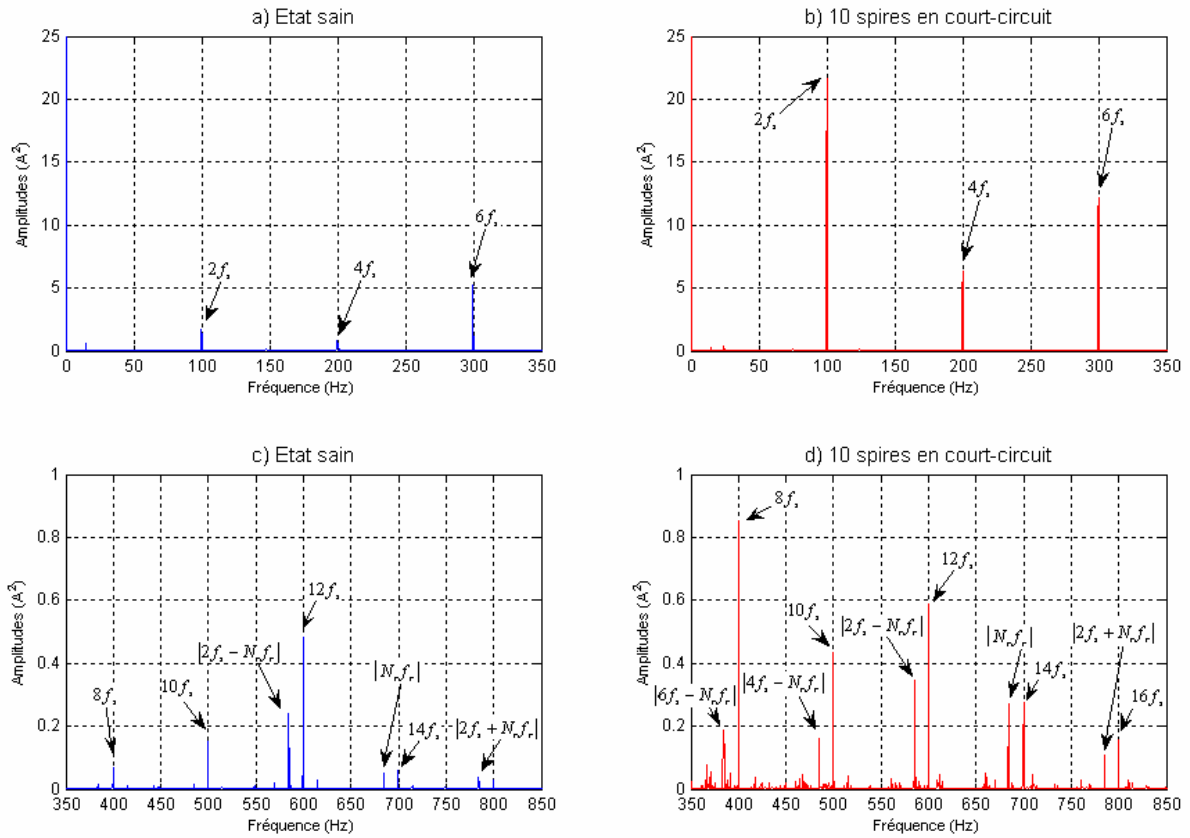 a) Etat sain
25
20
15
10
5
0
0 50 100 150 200 250 300 350
Amplitudes (A²)
Fréquence (Hz)
2fₛ
4fₛ
6fₛ
b) 10 spires en court-circuit
25
20
15
10
5
0
0 50 100 150 200 250 300 350
Amplitudes (A²)
Fréquence (Hz)
2fₛ
4fₛ
6fₛ
c) Etat sain
1
0.8
0.6
0.4
0.2
0
350 400 450 500 550 600 650 700 750 800 850
Amplitudes (A²)
Fréquence (Hz)
8fₛ
10fₛ
|2fₛ − Nᵣfᵣ|
12fₛ
|Nᵣfᵣ|
14fₛ
|2fₛ + Nᵣfᵣ|
d) 10 spires en court-circuit
1
0.8
0.6
0.4
0.2
0
350 400 450 500 550 600 650 700 750 800 850
Amplitudes (A²)
Fréquence (Hz)
|6fₛ − Nᵣfᵣ|
8fₛ
|4fₛ − Nᵣfᵣ|
10fₛ
|2fₛ − Nᵣfᵣ|
12fₛ
|Nᵣfᵣ|
14fₛ
|2fₛ + Nᵣfᵣ|
16fₛ